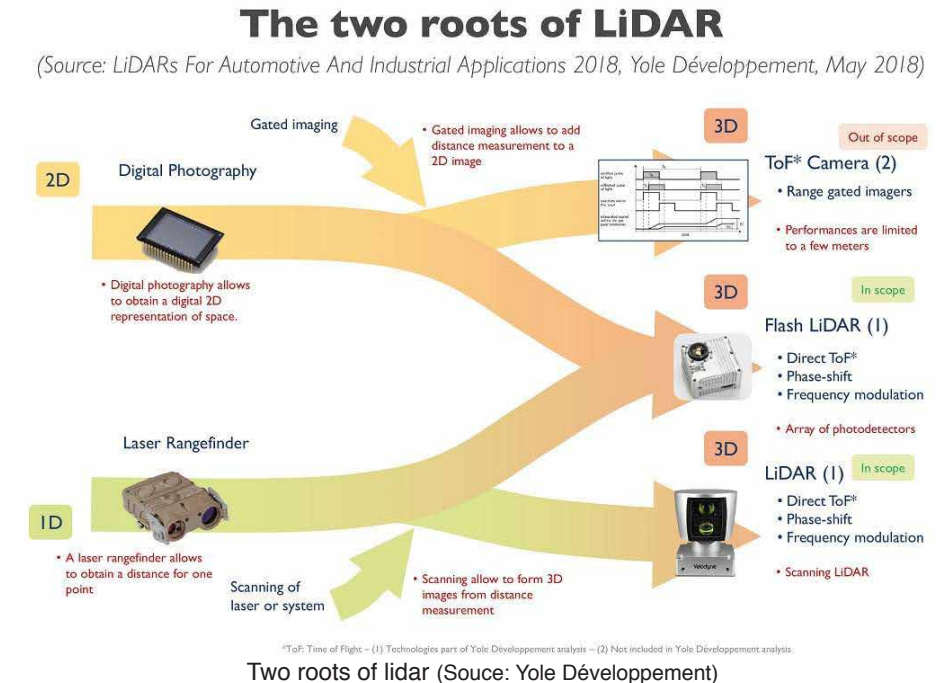 The two roots of LiDAR
(Source: LiDARs For Automotive And Industrial Applications 2018, Yole Développement, May 2018)
Gated imaging
• Gated imaging allows to add
distance measurement to a
2D image
3D
Out of scope
2D
Digital Photography
ToF* Camera (2)
• Range gated imagers
• Performances are limited
to a few meters
• Digital photography allows
to obtain a digital 2D
representation of space.
3D
In scope
Flash LiDAR (1)
• Direct ToF*
• Phase-shift
• Frequency modulation
• Array of photodetectors
Laser Rangefinder
3D
LiDAR (1)
In scope
1D
• Direct ToF*
• Phase-shift
• Frequency modulation
• Scanning LiDAR
Velodyne
• A laser rangefinder allows
to obtain a distance for one
point
Scanning of
laser or system
• Scanning allow to form 3D
images from distance
measurement
*ToF: Time of Flight – (1) Technologies part of Yole Développement analysis – (2) Not included in Yole Développement analysis
Two roots of lidar (Souce: Yole Développement)